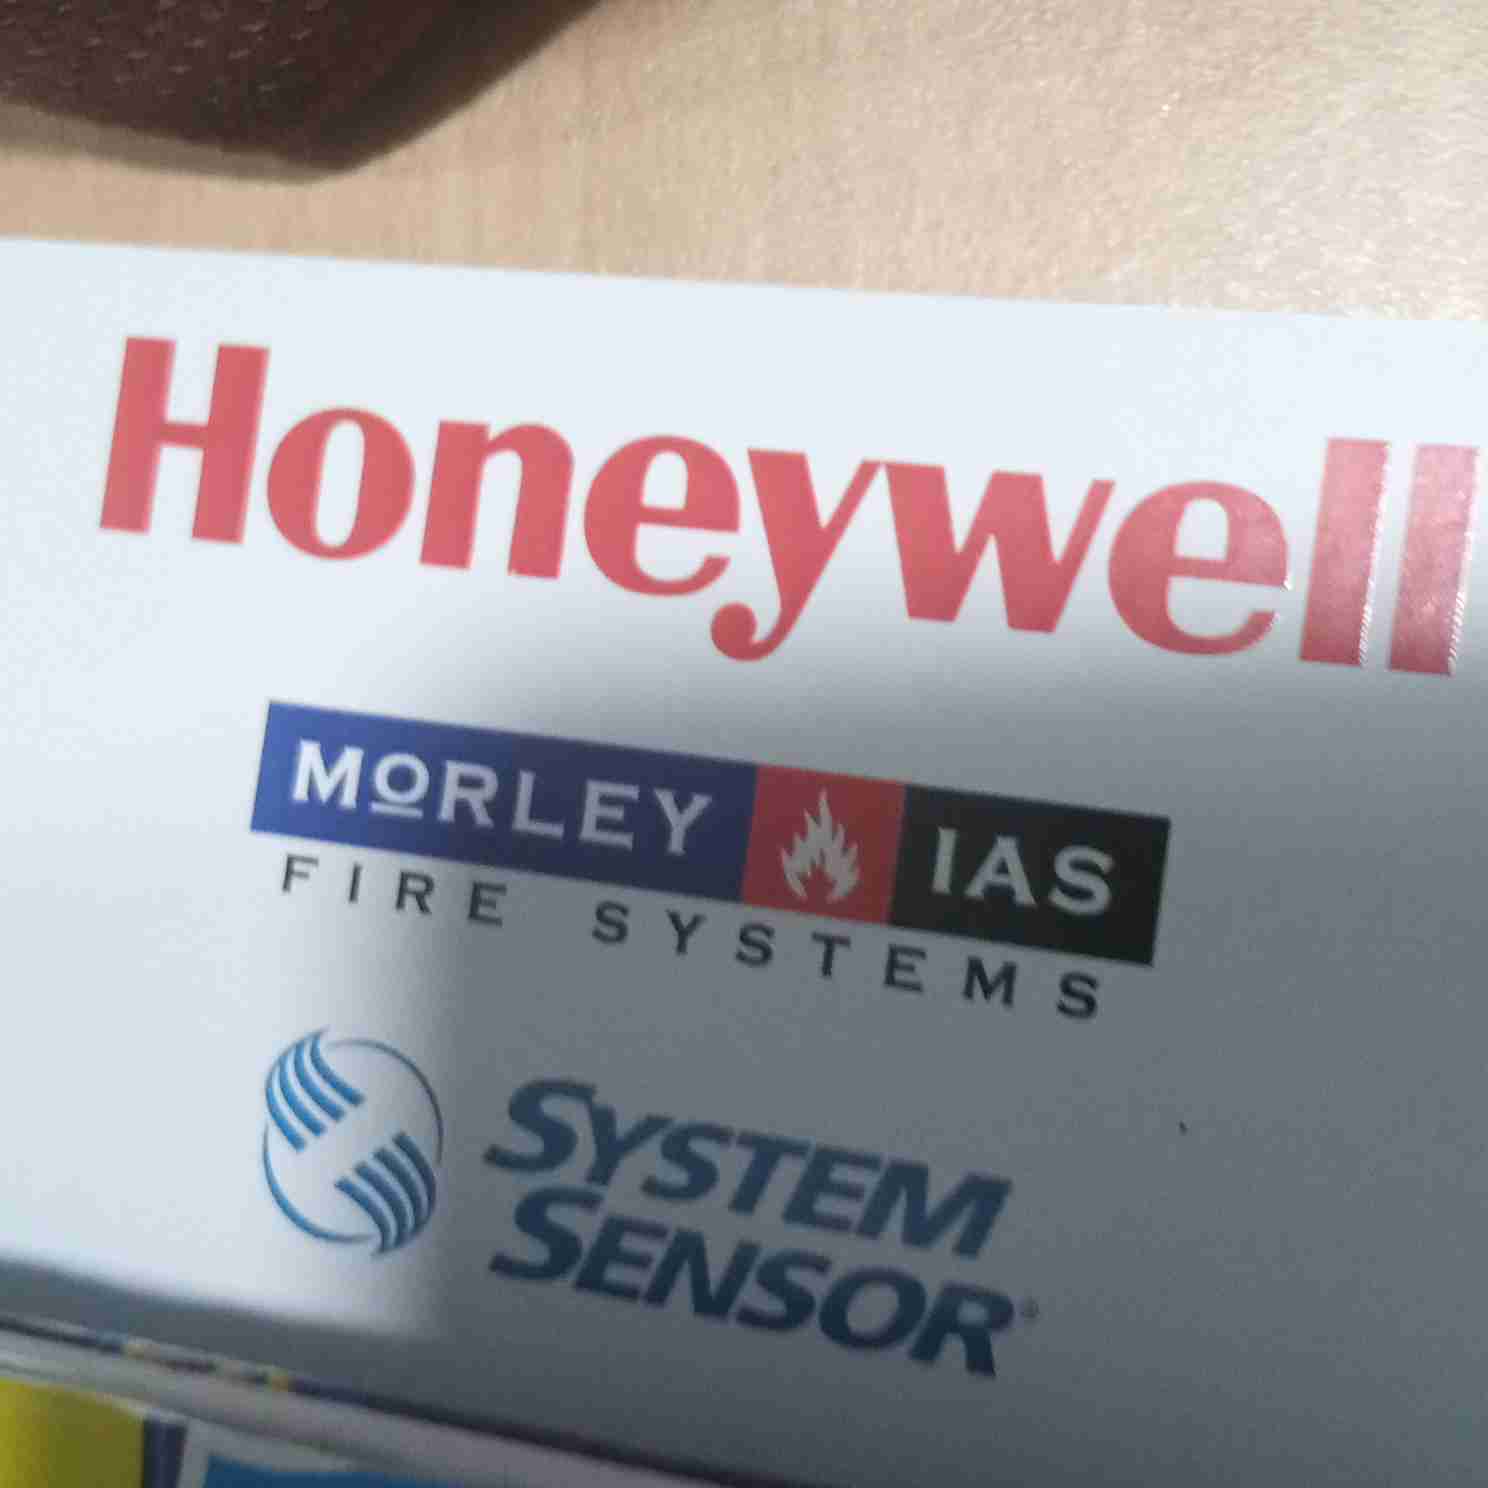 Honeywell
MORLEY IAS
FIRE SYSTEMS
SYSTEM
SENSOR®